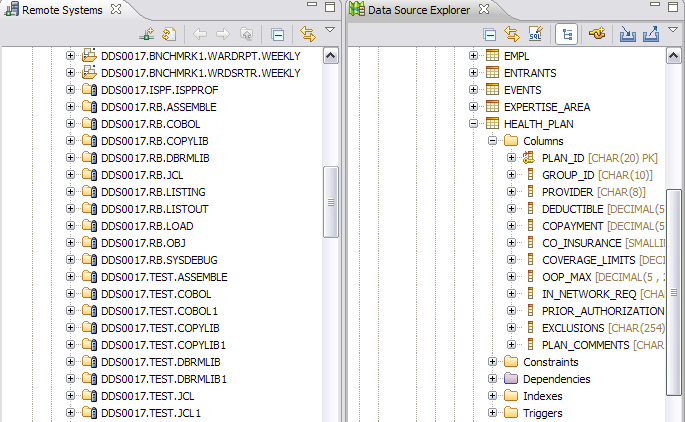 Remote Systems
DDS0017.BNCHMRK1.WARDRPT.WEEKLY
DDS0017.BNCHMRK1.WRDSRTR.WEEKLY
DDS0017.ISPF.ISPPROF
DDS0017.RB.ASSEMBLE
DDS0017.RB.COBOL
DDS0017.RB.COPYLIB
DDS0017.RB.DBRMLIB
DDS0017.RB.JCL
DDS0017.RB.LISTING
DDS0017.RB.LISTOUT
DDS0017.RB.LOAD
DDS0017.RB.OBJ
DDS0017.RB.SYSDEBUG
DDS0017.TEST.ASSEMBLE
DDS0017.TEST.COBOL
DDS0017.TEST.COBOL1
DDS0017.TEST.COPYLIB
DDS0017.TEST.COPYLIB1
DDS0017.TEST.DBRMLIB
DDS0017.TEST.DBRMLIB1
DDS0017.TEST.JCL
DDS0017.TEST.JCL1
Data Source Explorer
SQL
EMPL
ENTRANTS
EVENTS
EXPERTISE_AREA
HEALTH_PLAN
Columns
PLAN_ID [CHAR(20) PK]
GROUP_ID [CHAR(10)]
PROVIDER [CHAR(8)]
DEDUCTIBLE [DECIMAL(5
COPAYMENT [DECIMAL(5
CO_INSURANCE [SMALLIN
COVERAGE_LIMITS [DECI
OOP_MAX [DECIMAL(5 , 2
IN_NETWORK_REQ [CHA
PRIOR_AUTHORIZATION
EXCLUSIONS [CHAR(254)
PLAN_COMMENTS [CHAR
Constraints
Dependencies
Indexes
Triggers